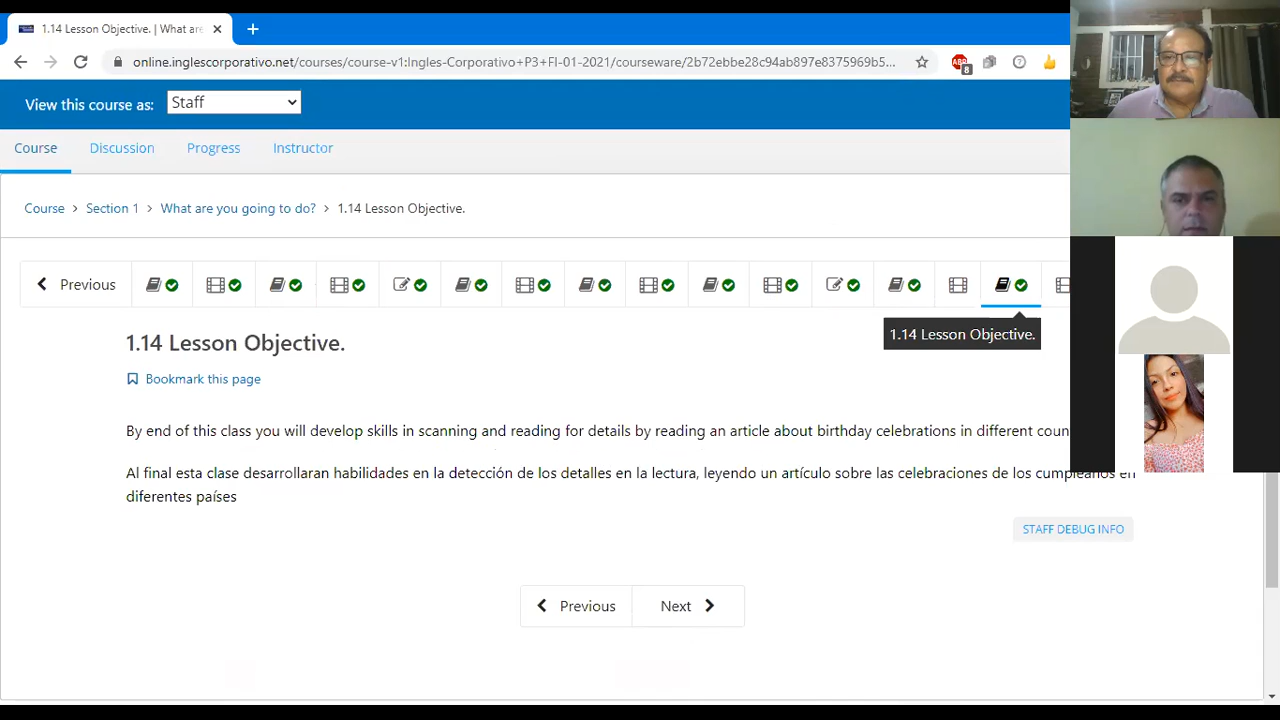 1.14 Lesson Objective. | What are
online.inglescorporativo.net/courses/course-v1:Ingles-Corporativo+P3+FI-01-2021/courseware/2b72ebbe28c94ab897e8375969b5...
8
View this course as: Staff
Course Discussion Progress Instructor
Course > Section 1 > What are you going to do? > 1.14 Lesson Objective.
Previous
1.14 Lesson Objective.
1.14 Lesson Objective.
Bookmark this page
By end of this class you will develop skills in scanning and reading for details by reading an article about birthday celebrations in different coun
Al final esta clase desarrollaran habilidades en la detección de los detalles en la lectura, leyendo un artículo sobre las celebraciones de los cumpleaños en
diferentes países
STAFF DEBUG INFO
Previous Next